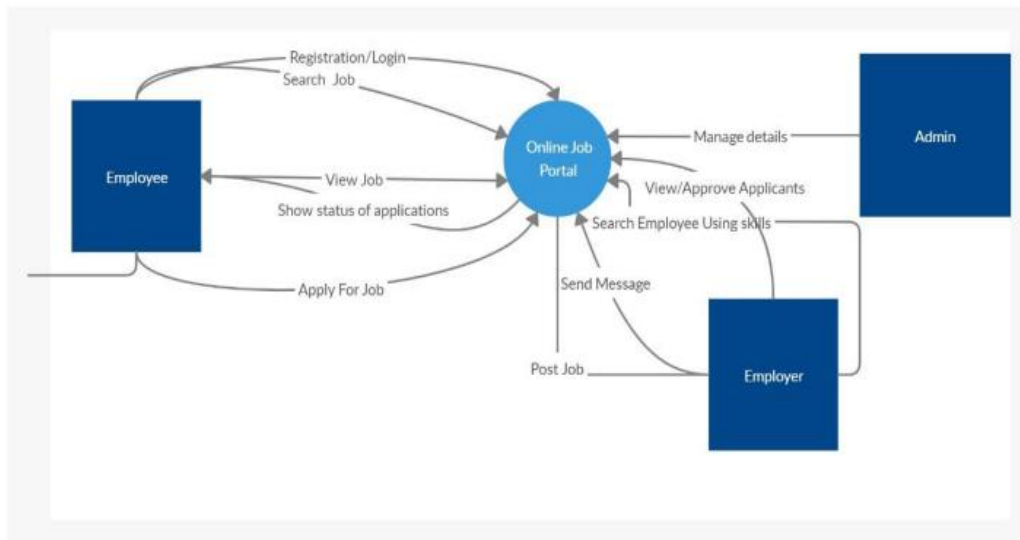 Registration/Login
Search Job
Employee
Online Job
Portal
Manage details
Admin
View Job
View/Approve Applicants
Show status of applications
Search Employee Using skills
Apply For Job
Send Message
Post Job
Employer